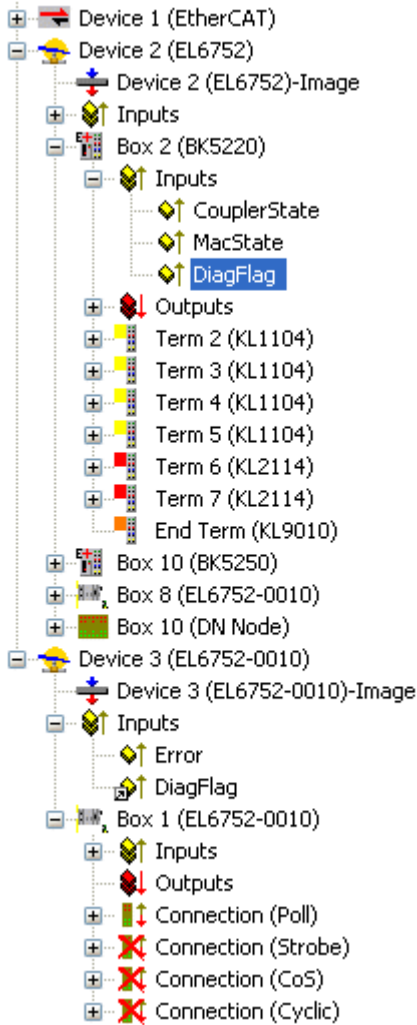 Device 1 (EtherCAT)
Device 2 (EL6752)
Device 2 (EL6752)-Image
Inputs
Box 2 (BK5220)
Inputs
CouplerState
MacState
DiagFlag
Outputs
Term 2 (KL1104)
Term 3 (KL1104)
Term 4 (KL1104)
Term 5 (KL1104)
Term 6 (KL2114)
Term 7 (KL2114)
End Term (KL9010)
Box 10 (BK5250)
Box 8 (EL6752-0010)
Box 10 (DN Node)
Device 3 (EL6752-0010)
Device 3 (EL6752-0010)-Image
Inputs
Error
DiagFlag
Box 1 (EL6752-0010)
Inputs
Outputs
Connection (Poll)
Connection (Strobe)
Connection (CoS)
Connection (Cyclic)